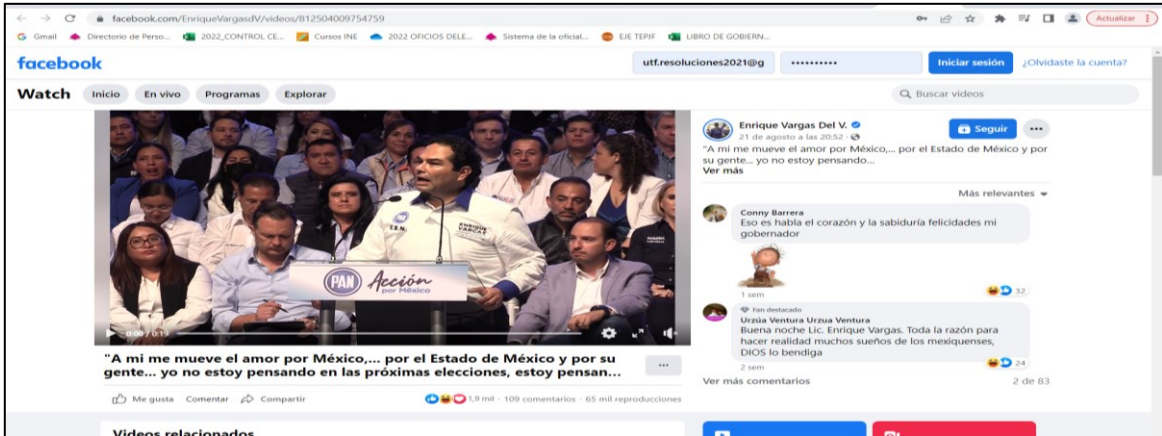 facebook.com/EnriqueVargasdV/videos/812504009754759
Actualizar
Gmail
Directorio de Perso...
2022_CONTROL CE...
Cursos INE
2022 OFICIOS DELE...
Sistema de la oficial...
EJE TEPJF
LIBRO DE GOBIERN...
facebook
utf.resoluciones2021@g
Iniciar sesión
¿Olvidaste la cuenta?
Watch
Inicio
En vivo
Programas
Explorar
Buscar videos
ENRIQUE
VARGAS
C.E.N.
PAN
Acción
por México
0:00 / 0:19
"A mi me mueve el amor por México,... por el Estado de México y por su
gente... yo no estoy pensando en las próximas elecciones, estoy pensan...
Me gusta
Comentar
Compartir
1,9 mil · 109 comentarios · 65 mil reproducciones
Videos relacionados
Enrique Vargas Del V.
21 de agosto a las 20:52
Seguir
"A mi me mueve el amor por México,... por el Estado de México y por
su gente... yo no estoy pensando...
Ver más
Más relevantes
Conny Barrera
Eso es habla el corazón y la sabiduría felicidades mi
gobernador
1 sem
32
Fan destacado
Urzúa Ventura Urzua Ventura
Buena noche Lic. Enrique Vargas. Toda la razón para
hacer realidad muchos sueños de los mexiquenses,
DIOS lo bendiga
2 sem
24
Ver más comentarios
2 de 83